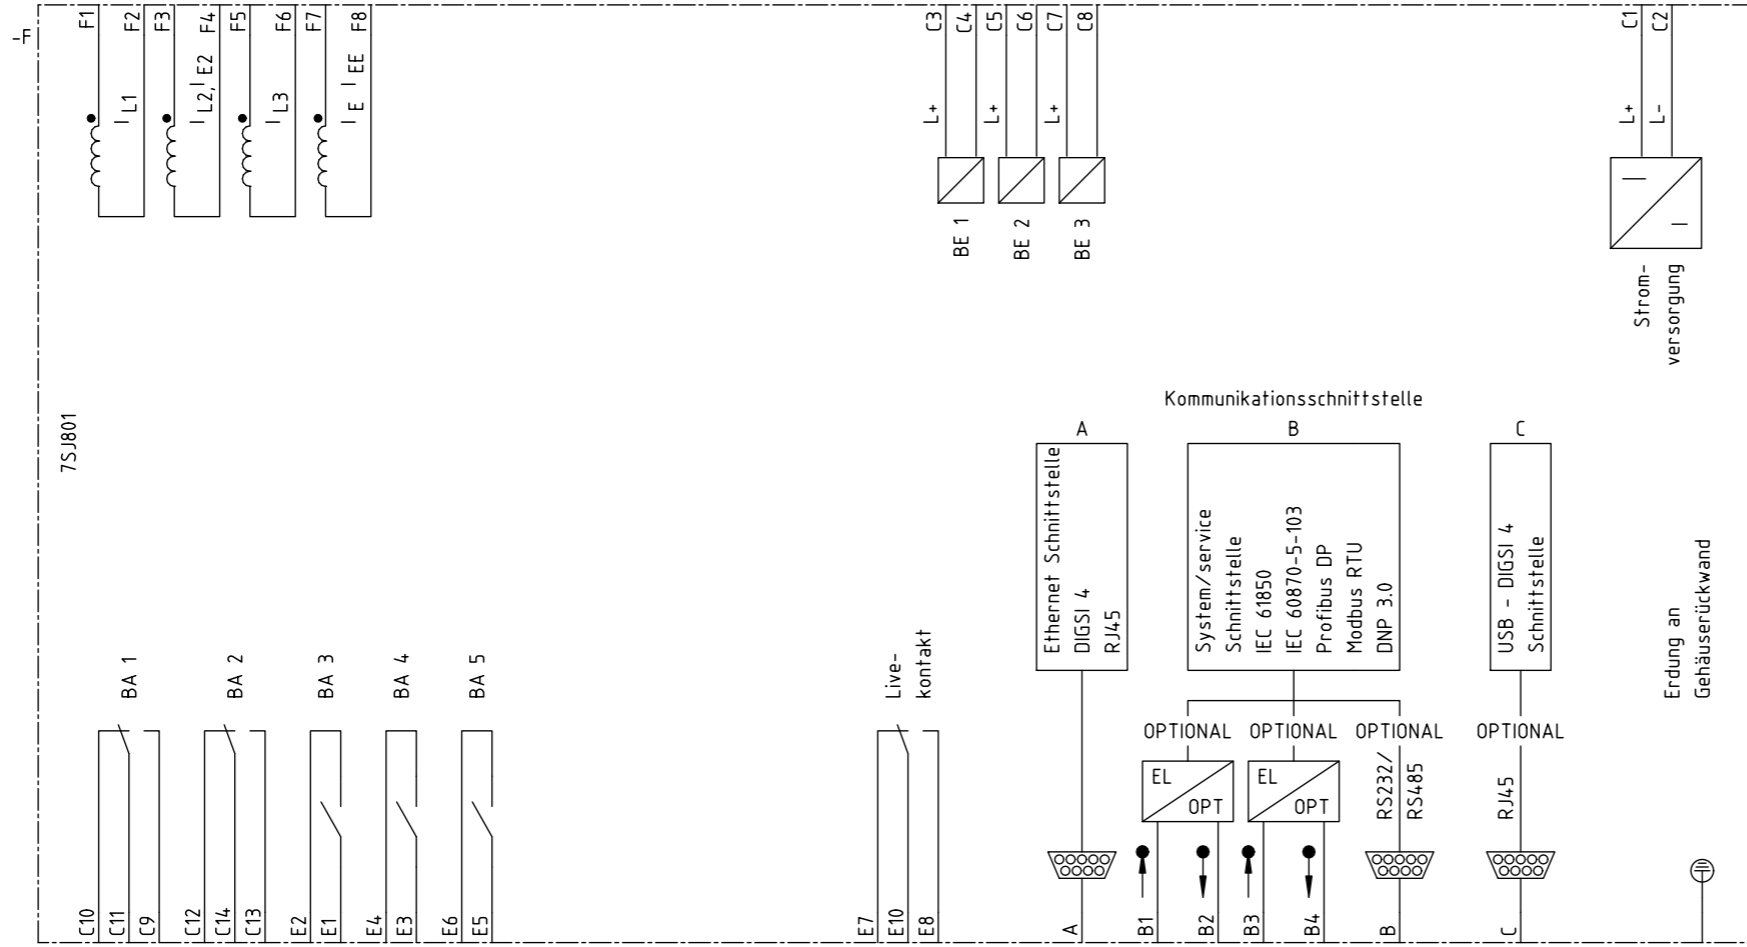 -F
F1
F2
F3
F4
F5
F6
F7
F8
I L1
I L2, I E2
I L3
I E I EE
C3
C4
C5
C6
C7
C8
L+
L+
L+
BE 1
BE 2
BE 3
C1
C2
L+
L-
Strom-
versorgung
7SJ801
Kommunikationsschnittstelle
A
B
C
Ethernet Schnittstelle
DIGSI 4
RJ45
System/service
Schnittstelle
IEC 61850
IEC 60870-5-103
Profibus DP
Modbus RTU
DNP 3.0
USB - DIGSI 4
Schnittstelle
Erdung an
Gehäuserückwand
BA 1
BA 2
BA 3
BA 4
BA 5
Live-
kontakt
OPTIONAL
OPTIONAL
OPTIONAL
OPTIONAL
EL
OPT
EL
OPT
RS232/
RS485
RJ45
C10
C11
C9
C12
C14
C13
E2
E1
E4
E3
E6
E5
E7
E10
E8
A
B1
B2
B3
B4
B
C